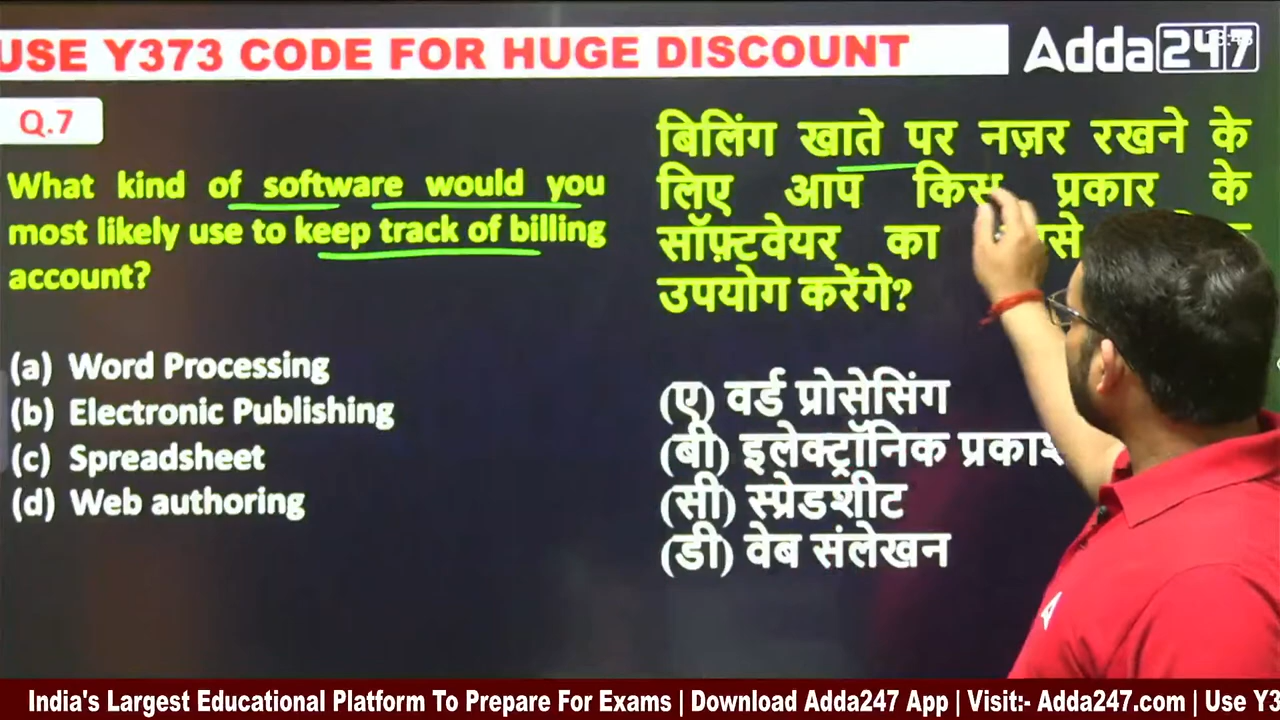 USE Y373 CODE FOR HUGE DISCOUNT
Adda247
Q.7
What kind of software would you
most likely use to keep track of billing
account?
(a) Word Processing
(b) Electronic Publishing
(c) Spreadsheet
(d) Web authoring
बिलिंग खाते पर नज़र रखने के
लिए आप किस प्रकार के
सॉफ़्टवेयर का
उपयोग करेंगे?
(ए) वर्ड प्रोसेसिंग
(बी) इलेक्ट्रॉनिक
(सी) स्प्रेडशीट
(डी) वेब संलेखन
India's Largest Educational Platform To Prepare For Exams | Download Adda247 App | Visit:- Adda247.com | Use